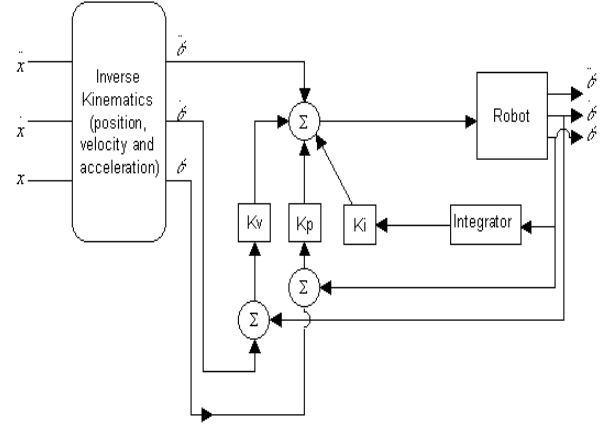 ẍ
ẋ
x
Inverse
Kinematics
(position,
velocity and
acceleration)
θ̈
θ̇
θ
Σ
Robot
θ̈
θ̇
θ
Kv
Kp
Ki
Integrator
Σ
Σ